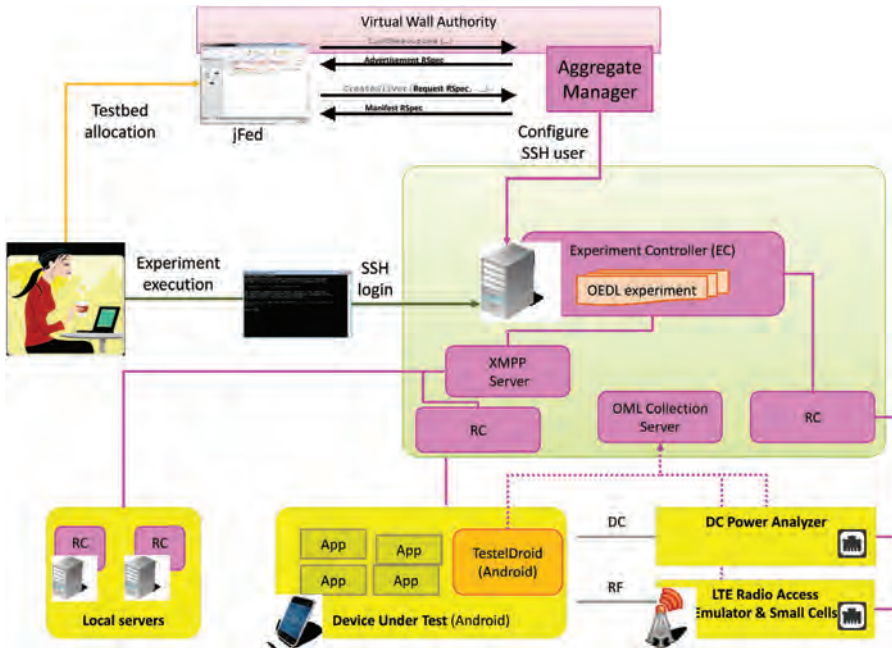 Virtual Wall Authority
Advertisement RSpec
Request RSpec
Manifest RSpec
Aggregate
Manager
Testbed
allocation
jFed
Configure
SSH user
Experiment
execution
SSH
login
Experiment Controller (EC)
OEDL experiment
XMPP
Server
RC
OML Collection
Server
RC
RC
RC
Local servers
App
App
App
App
TestelDroid
(Android)
Device Under Test (Android)
DC
RF
DC Power Analyzer
LTE Radio Access
Emulator & Small Cells